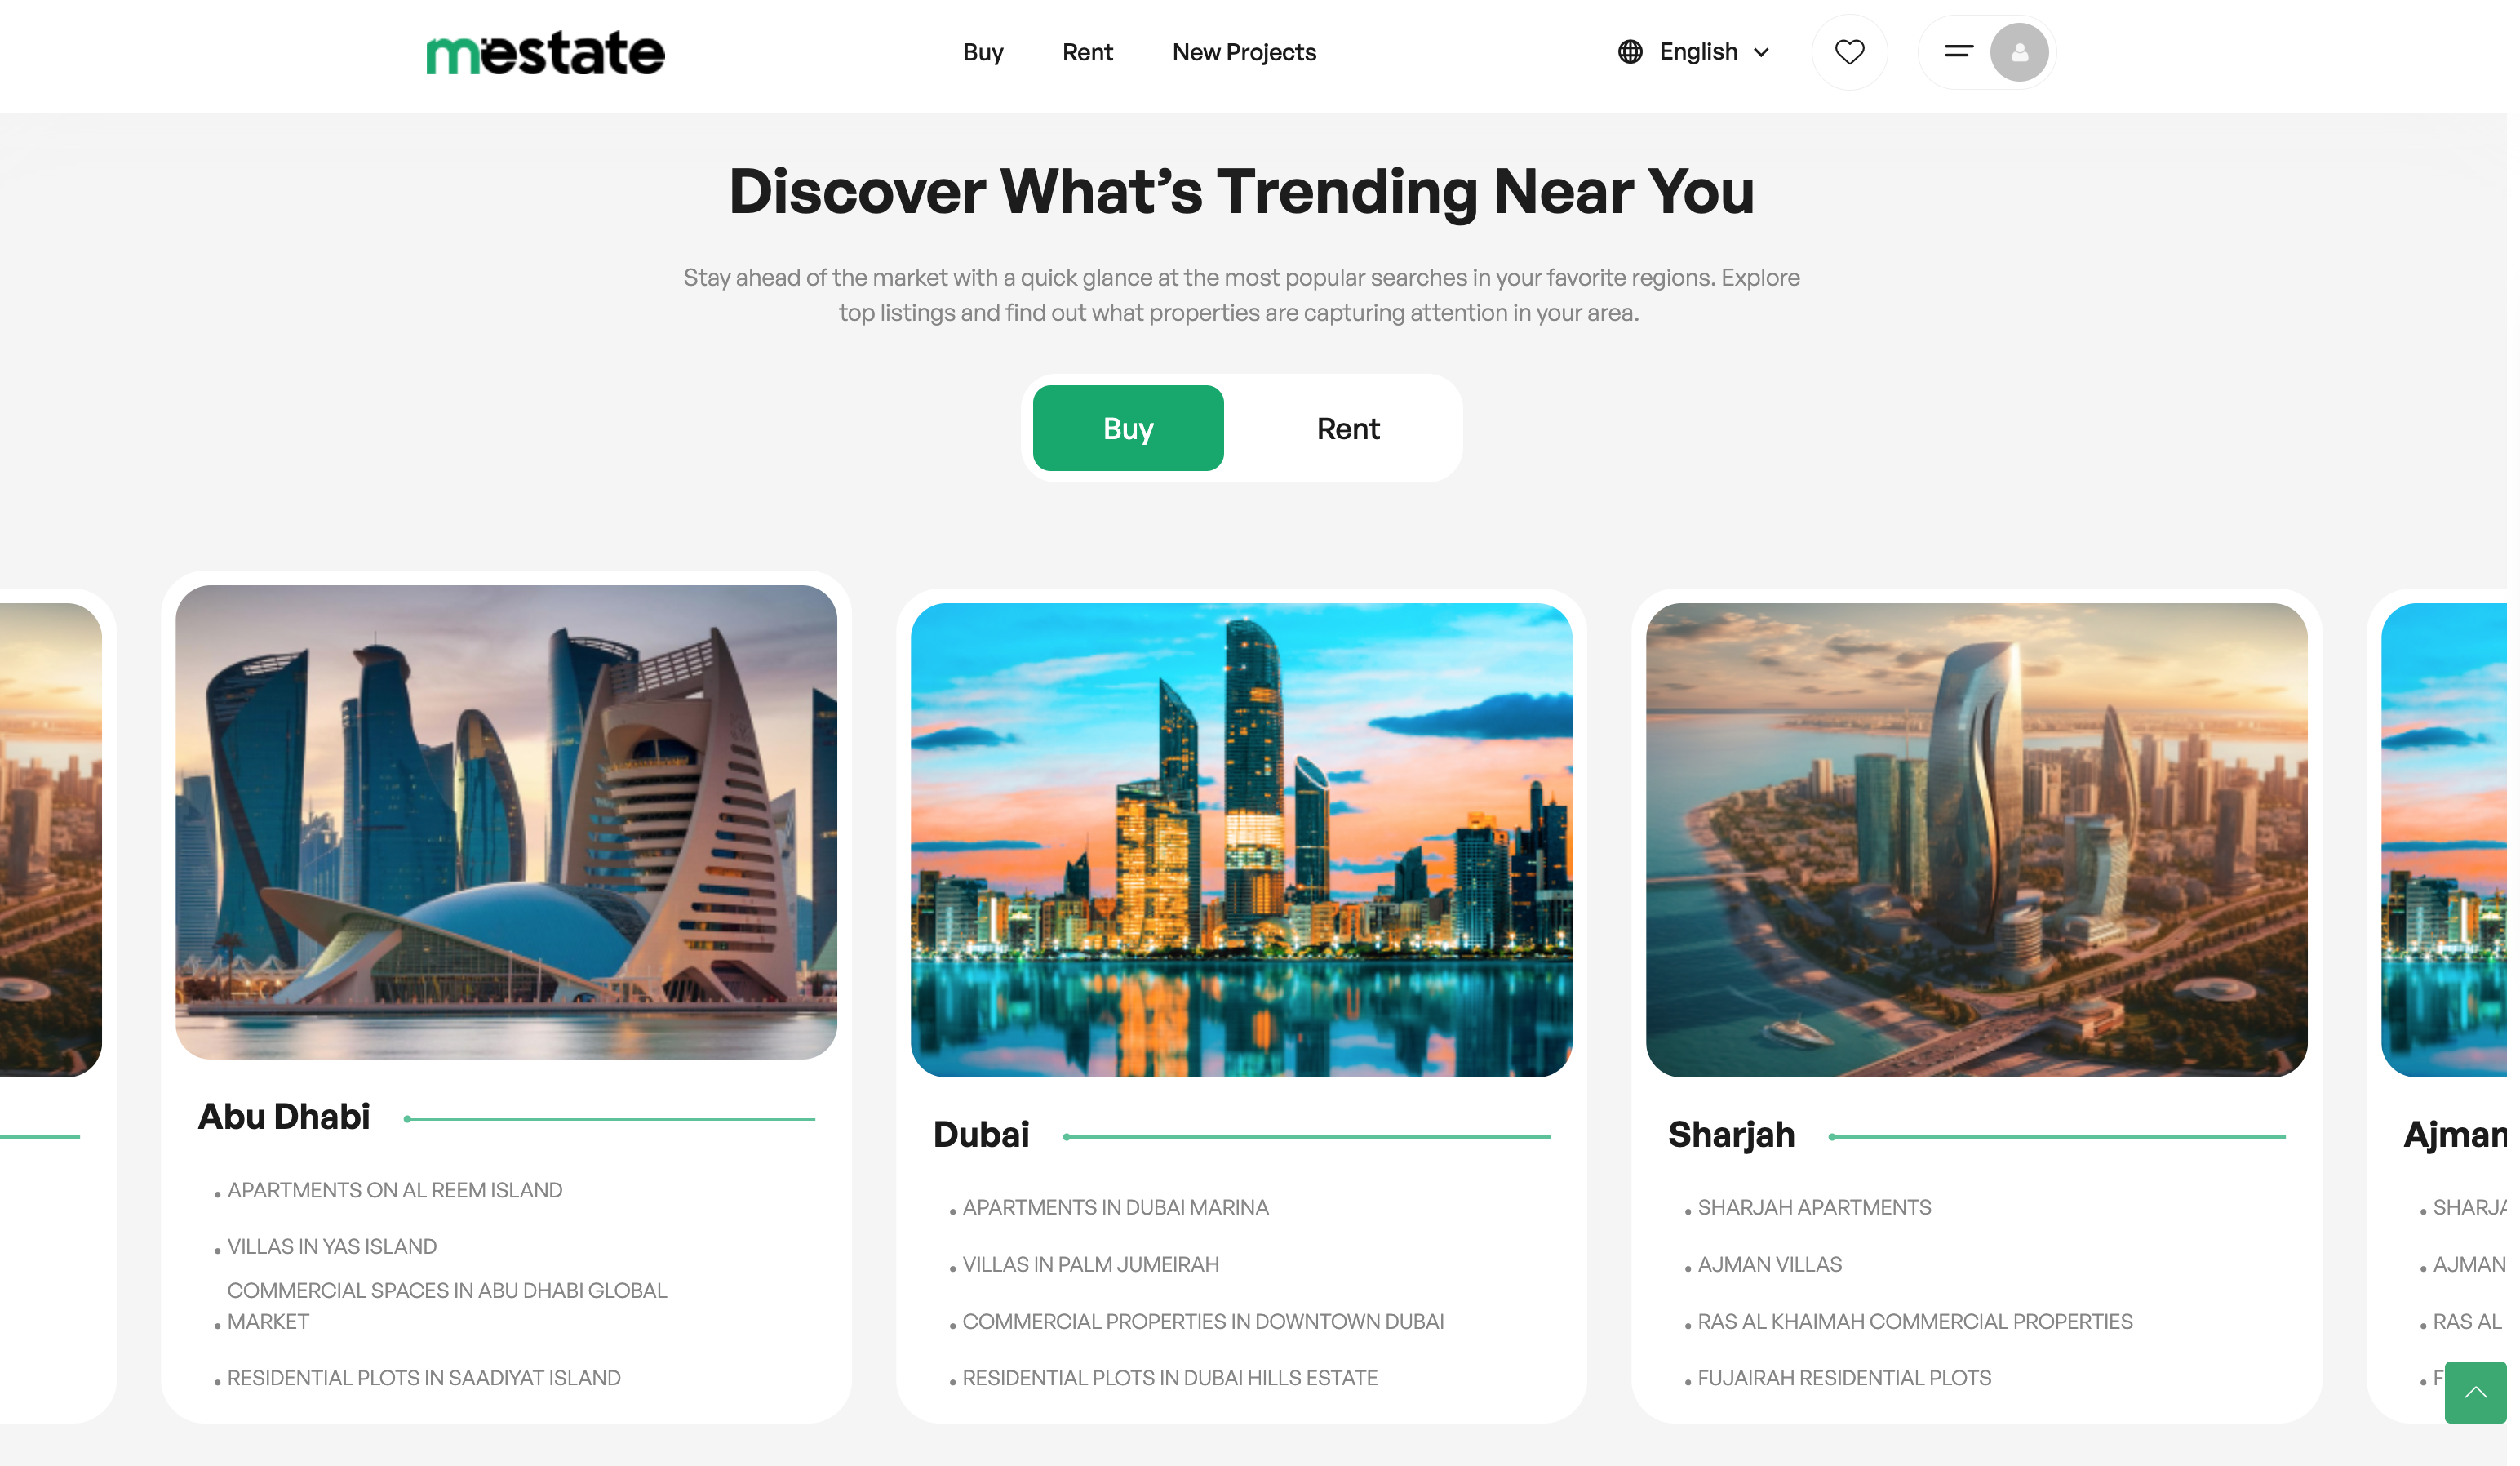 mestate
Buy
Rent
New Projects
English
Discover What’s Trending Near You
Stay ahead of the market with a quick glance at the most popular searches in your favorite regions. Explore
top listings and find out what properties are capturing attention in your area.
Buy
Rent
Abu Dhabi
• APARTMENTS ON AL REEM ISLAND
• VILLAS IN YAS ISLAND
COMMERCIAL SPACES IN ABU DHABI GLOBAL
• MARKET
• RESIDENTIAL PLOTS IN SAADIYAT ISLAND
Dubai
• APARTMENTS IN DUBAI MARINA
• VILLAS IN PALM JUMEIRAH
• COMMERCIAL PROPERTIES IN DOWNTOWN DUBAI
• RESIDENTIAL PLOTS IN DUBAI HILLS ESTATE
Sharjah
• SHARJAH APARTMENTS
• AJMAN VILLAS
• RAS AL KHAIMAH COMMERCIAL PROPERTIES
• FUJAIRAH RESIDENTIAL PLOTS
Ajman
• SHARJA
• AJMAN
• RAS AL
• F